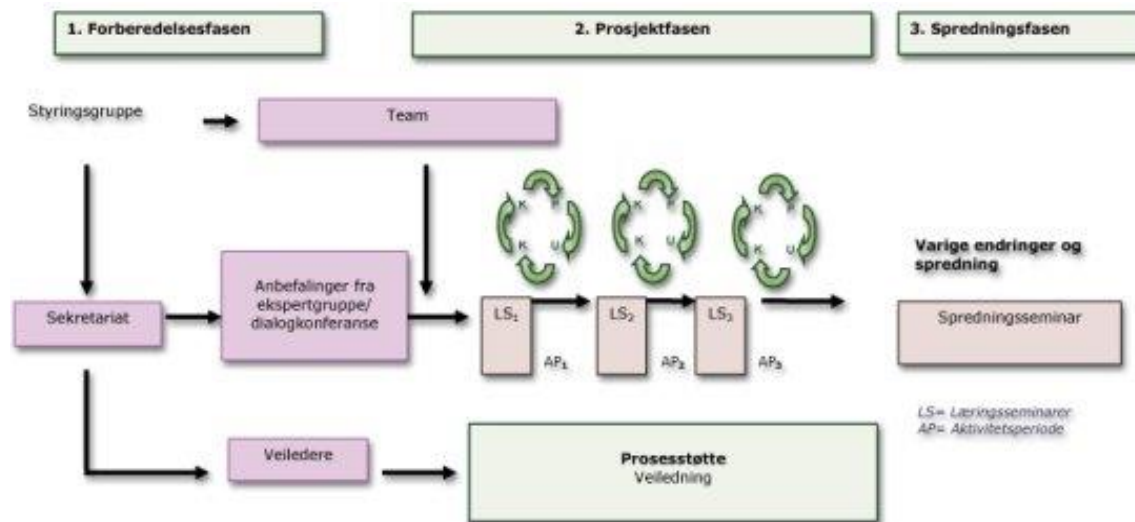 1. Forberedelsesfasen
2. Prosjektfasen
3. Spredningsfasen
Styringsgruppe
Team
K P
K U
K P
K U
K P
K U
Varige endringer og
spredning
Sekretariat
Anbefalinger fra
ekspertgruppe/
dialogkonferanse
LS₁
AP₁
LS₂
AP₂
LS₃
AP₃
Spredningsseminar
LS= Læringsseminarer
AP= Aktivitetsperiode
Veiledere
Prosesstøtte
Veiledning